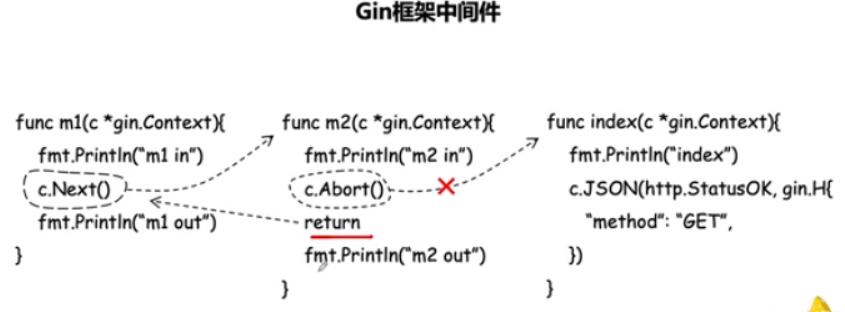 Gin框架中间件
func m1(c *gin.Context){
fmt.Println("m1 in")
c.Next()
fmt.Println("m1 out")
}
func m2(c *gin.Context){
fmt.Println("m2 in")
c.Abort()
return
fmt.Println("m2 out")
}
func index(c *gin.Context){
fmt.Println("index")
c.JSON(http.StatusOK, gin.H{
"method": "GET",
})
}